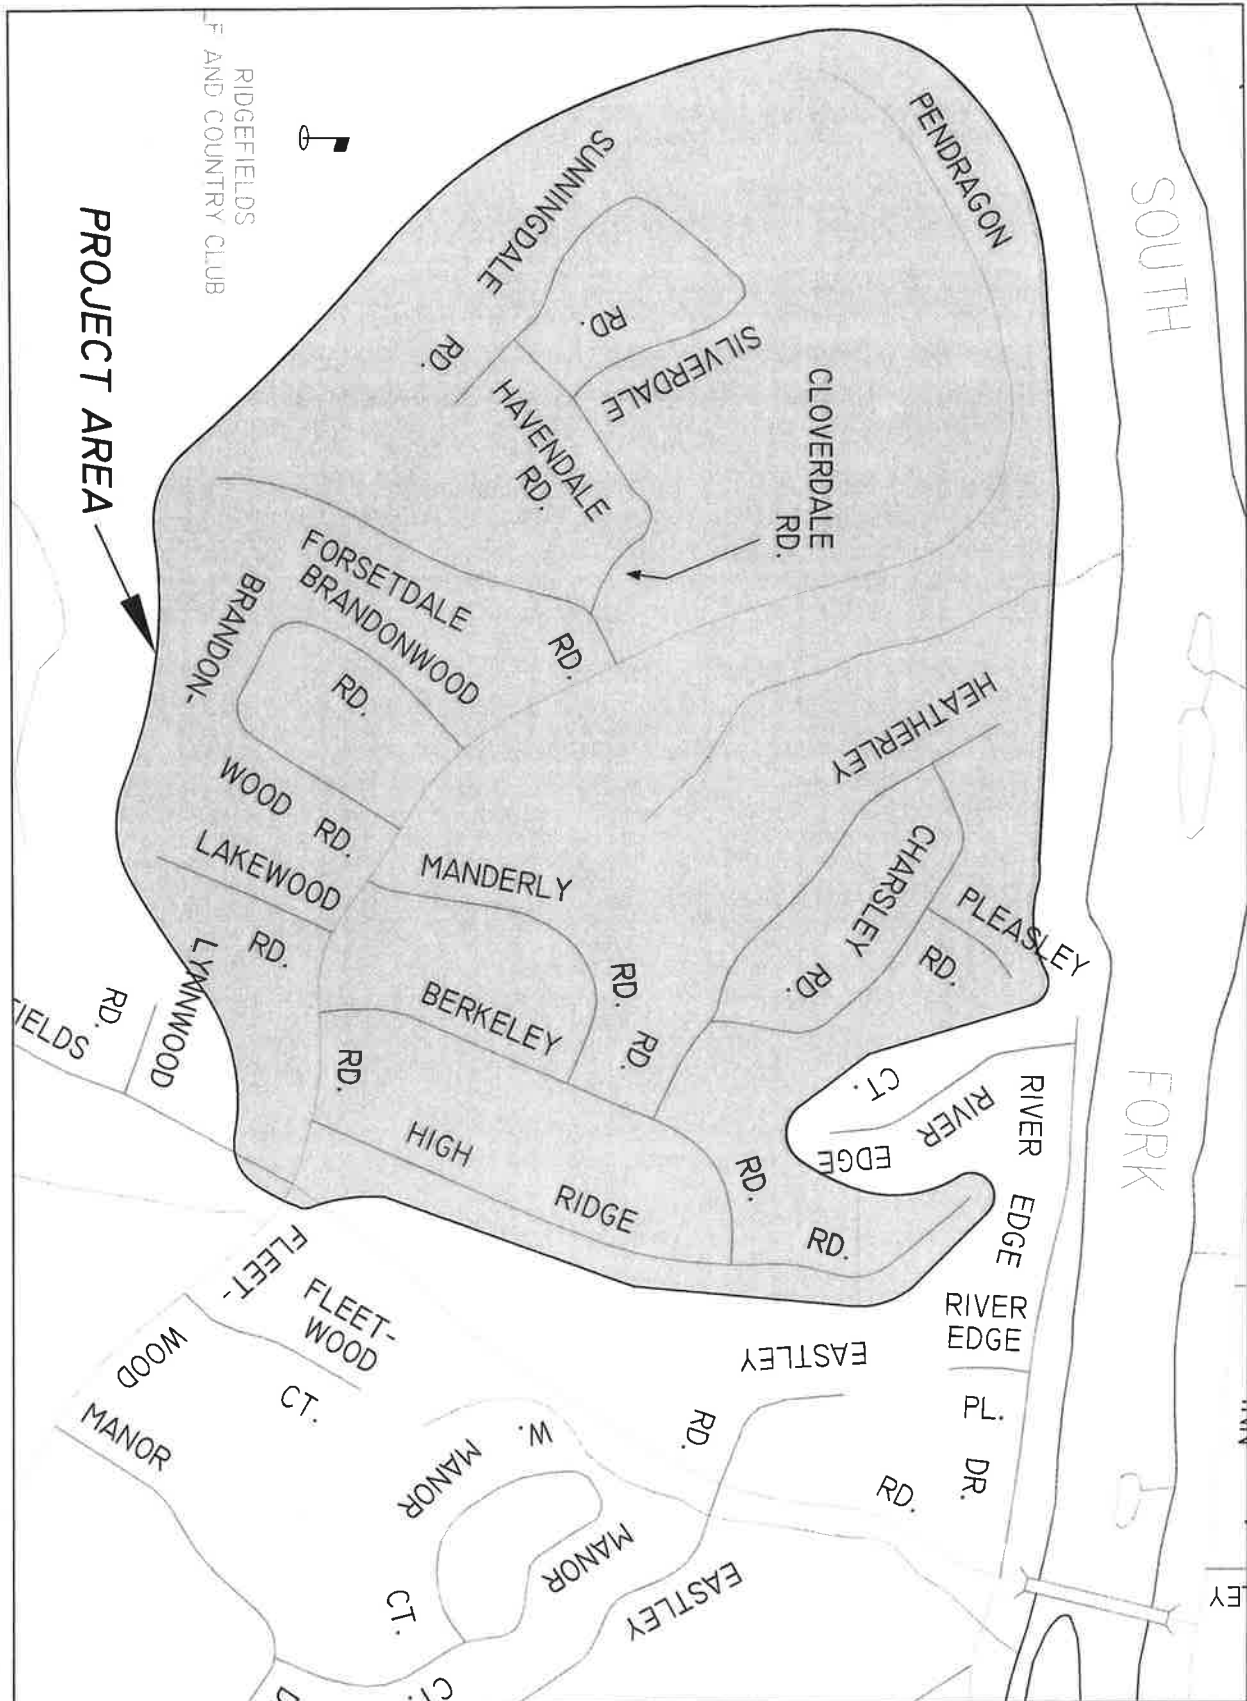 RIDGEFIELDS
F AND COUNTRY CLUB
PROJECT AREA
SOUTH
FORK
PENDRAGON
SUNNINGDALE
RD.
SILVERDALE
RD.
HAVENDALE
RD.
CLOVERDALE
RD.
FORSETDALE
RD.
BRANDONWOOD
RD.
BRANDON-
WOOD RD.
LAKEWOOD
RD.
LYNNWOOD
RD.
IELDS
MANDERLY
RD.
BERKELEY
RD.
HEATHERLEY
RD.
CHARSLEY
RD.
PLEASLEY
RD.
HIGH
RIDGE
RD.
RD.
RIVER
EDGE
CT.
RIVER
EDGE
DR.
RIVER
EDGE
PL.
FLEET-
WOOD
FLEET-
WOOD
CT.
MANOR
W.
MANOR
MANOR
CT.
EASTLEY
RD.
RD.
EASTLEY
CT.
LEY